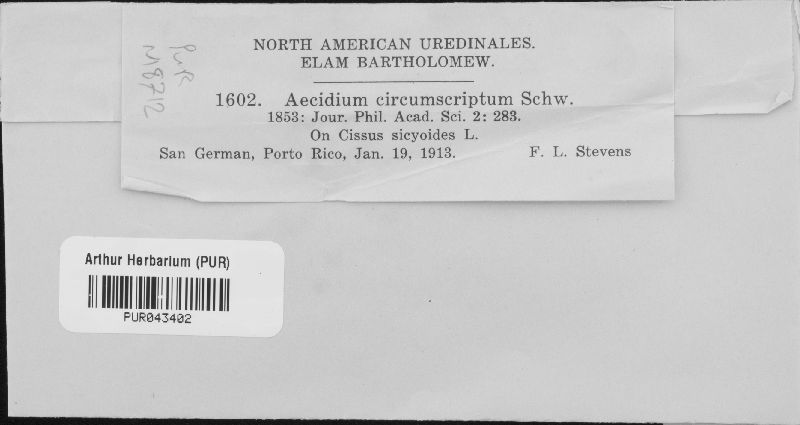 NORTH AMERICAN UREDINALES.
ELAM BARTHOLOMEW.
1602. Aecidium circumscriptum Schw.
1853: Jour. Phil. Acad. Sci. 2: 283.
On Cissus sicyoides L.
San German, Porto Rico, Jan. 19, 1913. F. L. Stevens
PUR
N8712
Arthur Herbarium (PUR)
PUR043402